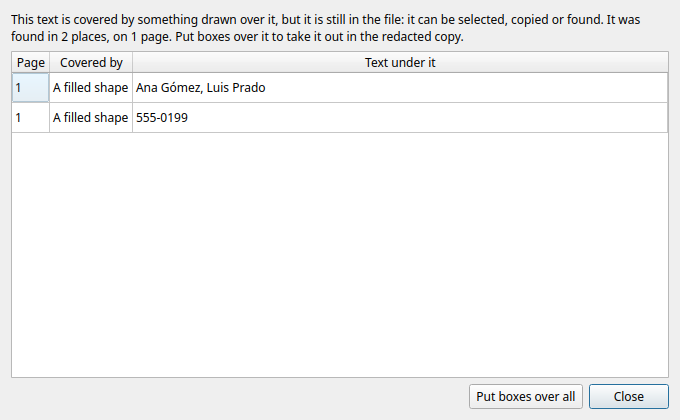 This text is covered by something drawn over it, but it is still in the file: it can be selected, copied or found. It was
found in 2 places, on 1 page. Put boxes over it to take it out in the redacted copy.
Page Covered by Text under it
1 A filled shape Ana Gómez, Luis Prado
1 A filled shape 555-0199
Put boxes over all Close